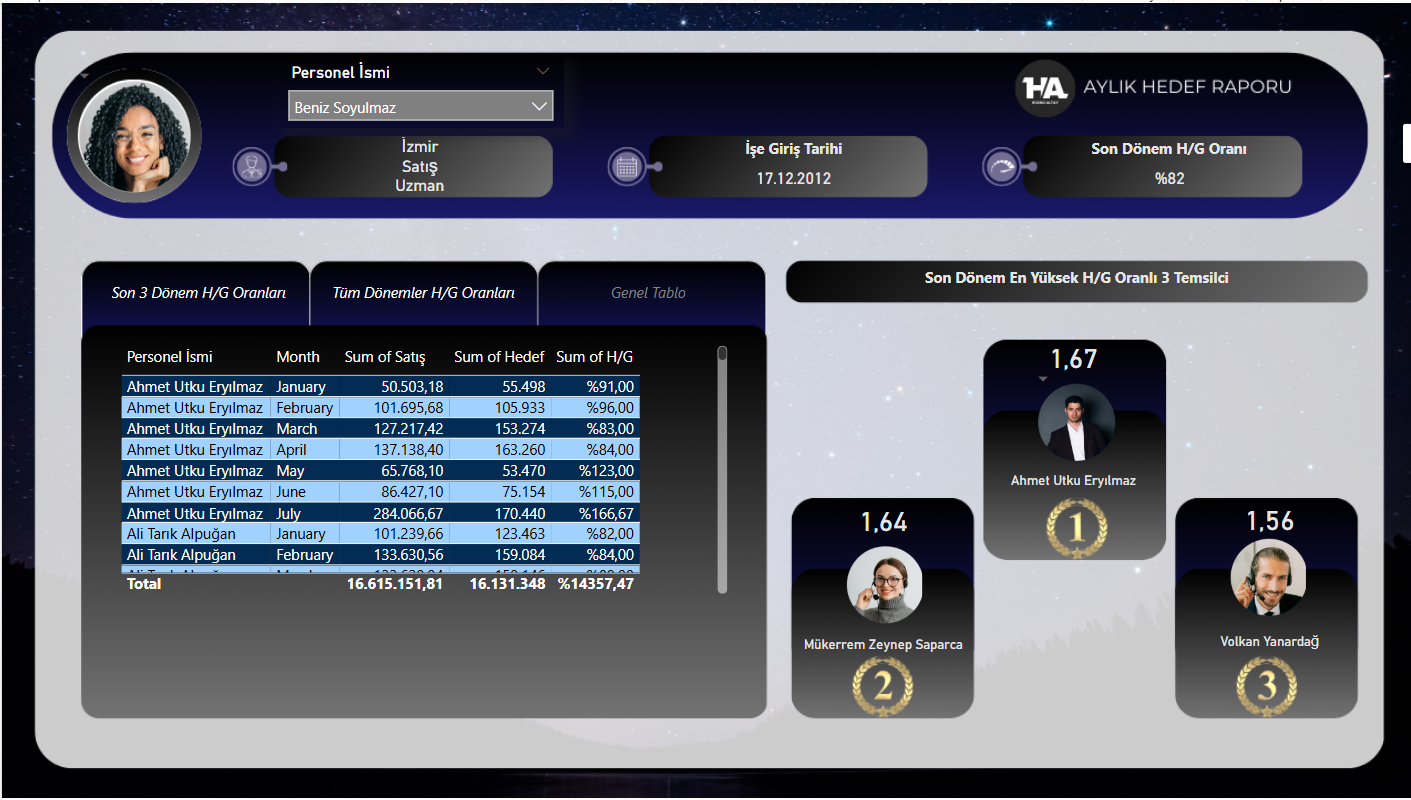 Personel İsmi
Beniz Soyulmaz
HA
AYLIK HEDEF RAPORU
İzmir
Satış
Uzman
İşe Giriş Tarihi
17.12.2012
Son Dönem H/G Oranı
%82
Son 3 Dönem H/G Oranları
Tüm Dönemler H/G Oranları
Genel Tablo
Personel İsmi Month Sum of Satış Sum of Hedef Sum of H/G
Ahmet Utku Eryılmaz January 50.503,18 55.498 %91,00
Ahmet Utku Eryılmaz February 101.695,68 105.933 %96,00
Ahmet Utku Eryılmaz March 127.217,42 153.274 %83,00
Ahmet Utku Eryılmaz April 137.138,40 163.260 %84,00
Ahmet Utku Eryılmaz May 65.768,10 53.470 %123,00
Ahmet Utku Eryılmaz June 86.427,10 75.154 %115,00
Ahmet Utku Eryılmaz July 284.066,67 170.440 %166,67
Ali Tarık Alpuğan January 101.239,66 123.463 %82,00
Ali Tarık Alpuğan February 133.630,56 159.084 %84,00
Total 16.615.151,81 16.131.348 %14357,47
Son Dönem En Yüksek H/G Oranlı 3 Temsilci
1,67
Ahmet Utku Eryılmaz
1
1,64
Mükerrem Zeynep Saparca
2
1,56
Volkan Yanardağ
3